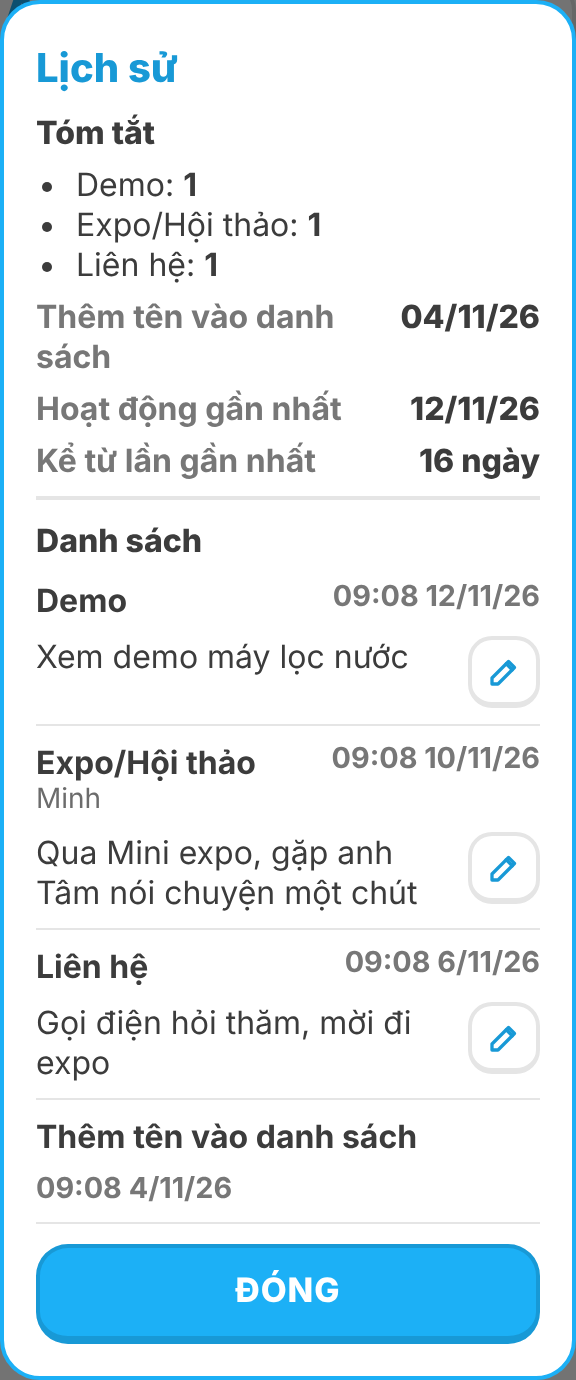 Lịch sử
Tóm tắt
• Demo: 1
• Expo/Hội thảo: 1
• Liên hệ: 1
Thêm tên vào danh sách 04/11/26
Hoạt động gần nhất 12/11/26
Kể từ lần gần nhất 16 ngày
Danh sách
Demo 09:08 12/11/26
Xem demo máy lọc nước
Expo/Hội thảo 09:08 10/11/26
Minh
Qua Mini expo, gặp anh
Tâm nói chuyện một chút
Liên hệ 09:08 6/11/26
Gọi điện hỏi thăm, mời đi
expo
Thêm tên vào danh sách
09:08 4/11/26
ĐÓNG